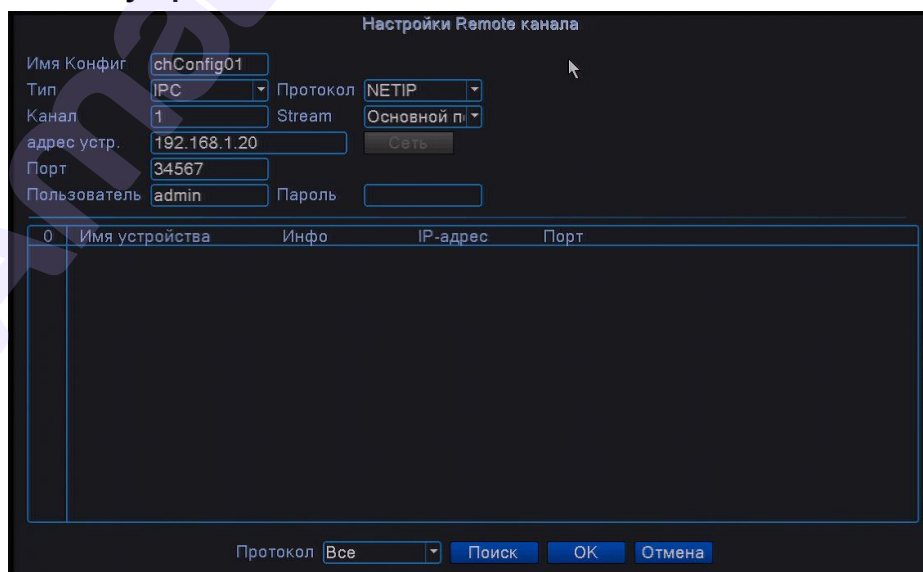 Настройки Remote канала
Имя Конфиг chConfig01
Тип IPC Протокол NETIP
Канал 1 Stream Основной п
адрес устр. 192.168.1.20 Сеть
Порт 34567
Пользователь admin Пароль
0 Имя устройства Инфо IP-адрес Порт
Протокол Все Поиск OK Отмена